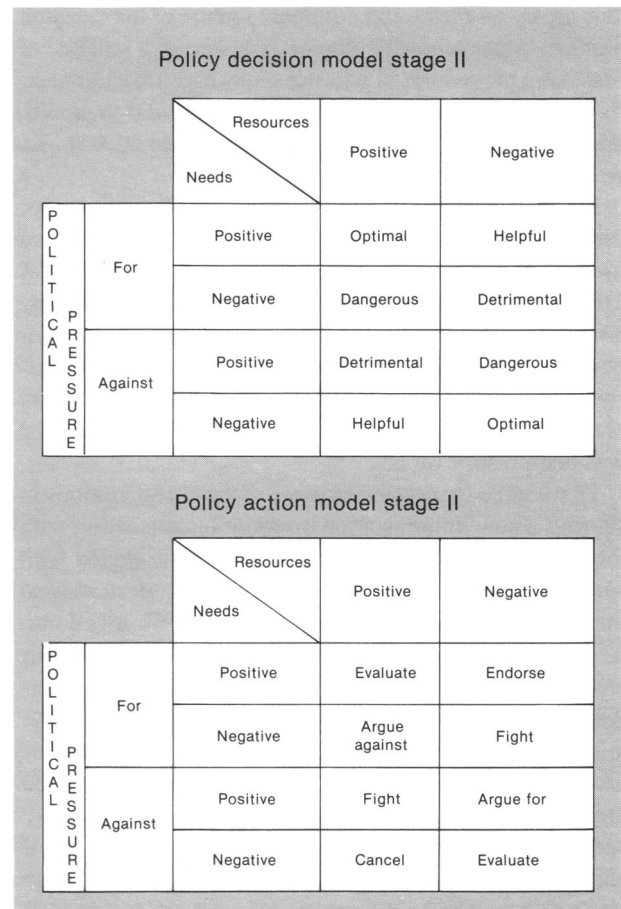 Policy decision model stage II
Resources
Needs
Positive
Negative
POLITICAL
PRESSURE
For
Positive
Optimal
Helpful
Negative
Dangerous
Detrimental
Against
Positive
Detrimental
Dangerous
Negative
Helpful
Optimal
Policy action model stage II
Resources
Needs
Positive
Negative
POLITICAL
PRESSURE
For
Positive
Evaluate
Endorse
Negative
Argue
against
Fight
Against
Positive
Fight
Argue for
Negative
Cancel
Evaluate